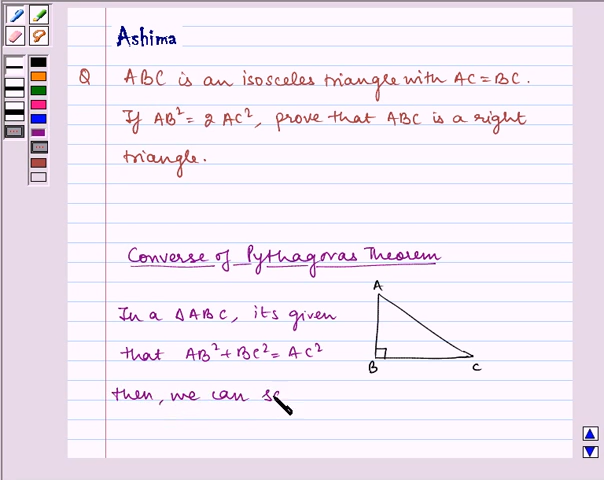 Ashima
Q ABC is an isosceles triangle with AC = BC.
If AB² = 2 AC², prove that ABC is a right
triangle.
Converse of Pythagoras Theorem
In a ΔABC, its given
that AB² + BC² = AC²
then, we can
A
B
C